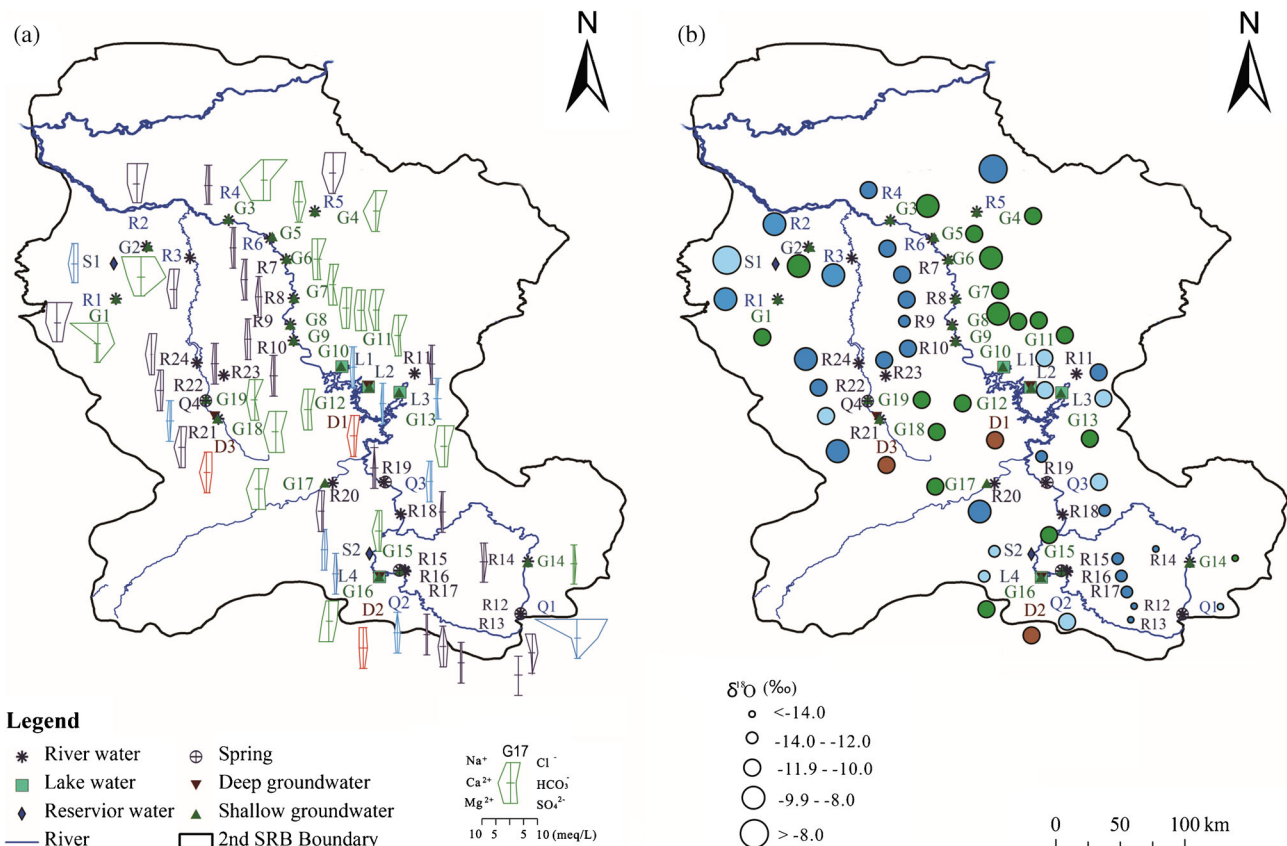 (a)
N
R4
R5
R2
G3
G4
G2
R3
R6
G5
S1
R7
G6
R1
G1
R8
G7
R9
G8
G9
G11
R10
G10
L1
R24
R23
L2
R11
R22
Q4
G19
G12
L3
R21
G18
D1
G13
D3
R19
G17
R20
Q3
R18
S2
G15
R15
R14
G14
L4
R16
G16
R17
D2
Q2
R12
Q1
R13
Legend
River water
Spring
Lake water
Deep groundwater
Reservior water
Shallow groundwater
River
2nd SRB Boundary
G17
Na⁺
Cl⁻
Ca²⁺
HCO₃⁻
Mg²⁺
SO₄²⁻
10 5 0 5 10 (meq/L)
(b)
N
R4
R5
R2
G3
G4
G2
R3
R6
G5
S1
R7
G6
R1
G1
R8
G7
R9
G8
G9
G11
R10
G10
L1
R24
R23
L2
R11
R22
Q4
G19
G12
L3
R21
G18
D1
G13
D3
R19
G17
R20
Q3
R18
S2
G15
R15
R14
G14
L4
R16
G16
R17
D2
Q2
R12
Q1
R13
δ¹⁸O (‰)
<-14.0
-14.0 - -12.0
-11.9 - -10.0
-9.9 - -8.0
> -8.0
0 50 100 km